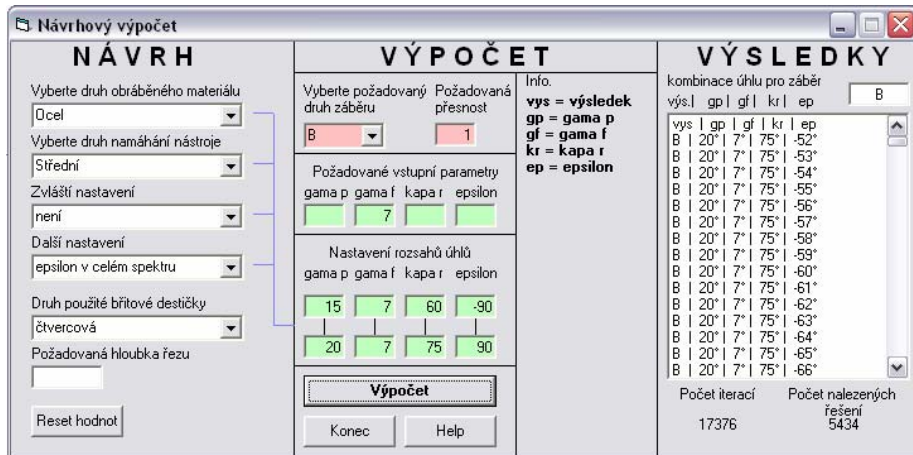 Návrhový výpočet
NÁVRH
Vyberte druh obráběného materiálu
Ocel
Vyberte druh namáhání nástroje
Střední
Zvláští nastavení
není
Další nastavení
epsilon v celém spektru
Druh použité břitové destičky
čtvercová
Požadovaná hloubka řezu
Reset hodnot
VÝPOČET
Vyberte požadovaný druh záběru
Požadovaná přesnost
B
1
Požadované vstupní parametry
gama p gama f kapa r epsilon
7
Nastavení rozsahů úhlů
gama p gama f kapa r epsilon
15 7 60 -90
20 7 75 90
Výpočet
Konec Help
Info.
vys = výsledek
gp = gama p
gf = gama f
kr = kapa r
ep = epsilon
VÝSLEDKY
kombinace úhlu pro záběr
výs.| gp | gf | kr | ep
B
vys | gp | gf | kr | ep
B | 20° | 7° | 75° | -52°
B | 20° | 7° | 75° | -53°
B | 20° | 7° | 75° | -54°
B | 20° | 7° | 75° | -55°
B | 20° | 7° | 75° | -56°
B | 20° | 7° | 75° | -57°
B | 20° | 7° | 75° | -58°
B | 20° | 7° | 75° | -59°
B | 20° | 7° | 75° | -60°
B | 20° | 7° | 75° | -61°
B | 20° | 7° | 75° | -62°
B | 20° | 7° | 75° | -63°
B | 20° | 7° | 75° | -64°
B | 20° | 7° | 75° | -65°
B | 20° | 7° | 75° | -66°
Počet iterací
17376
Počet nalezených
řešení
5434